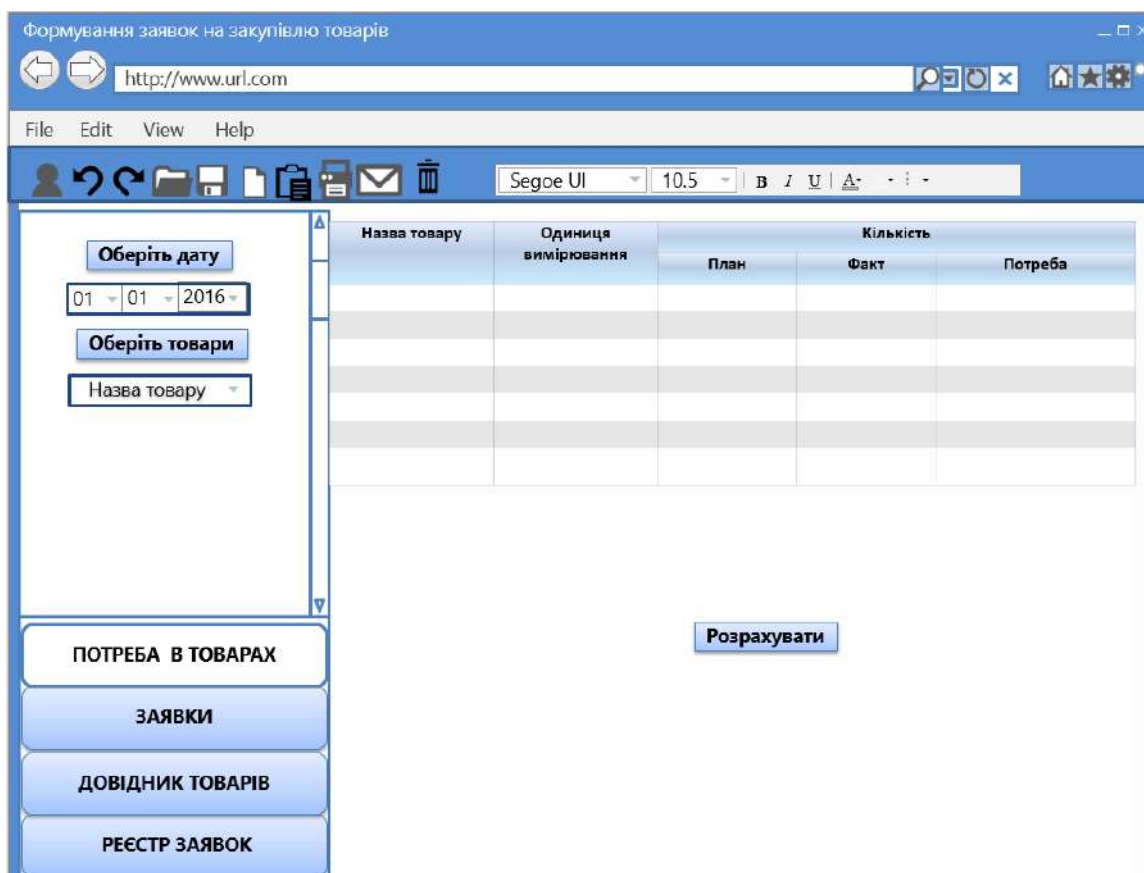 Формування заявок на закупівлю товарів
http://www.url.com
File Edit View Help
Segoe UI 10.5 B I U A
Оберіть дату
01 01 2016
Оберіть товари
Назва товару
Назва товару Одиниця вимірювання Кількість
План Факт Потреба
Розрахувати
ПОТРЕБА В ТОВАРАХ
ЗАЯВКИ
ДОВІДНИК ТОВАРІВ
РЕЄСТР ЗАЯВОК